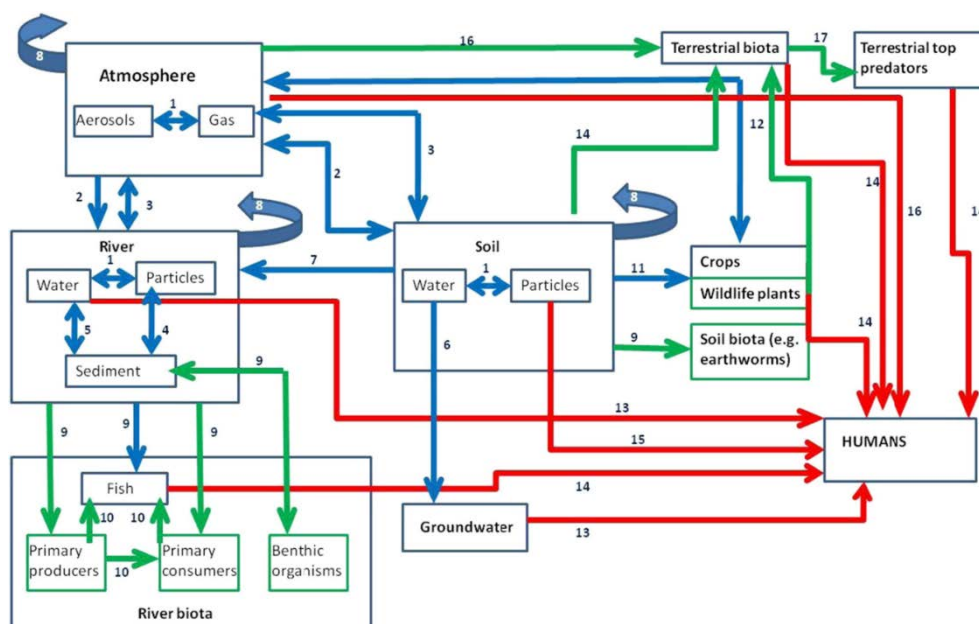 8
16
Terrestrial biota
17
Terrestrial top
predators
Atmosphere
1
Aerosols
Gas
12
14
3
2
14
16
2
3
8
8
River
Soil
1
Water
Particles
7
1
Water
Particles
11
Crops
Wildlife plants
5
4
6
9
Soil biota (e.g.
earthworms)
14
Sediment
9
13
HUMANS
9
9
9
15
Fish
14
10
10
Groundwater
13
Primary
producers
10
Primary
consumers
Benthic
organisms
River biota